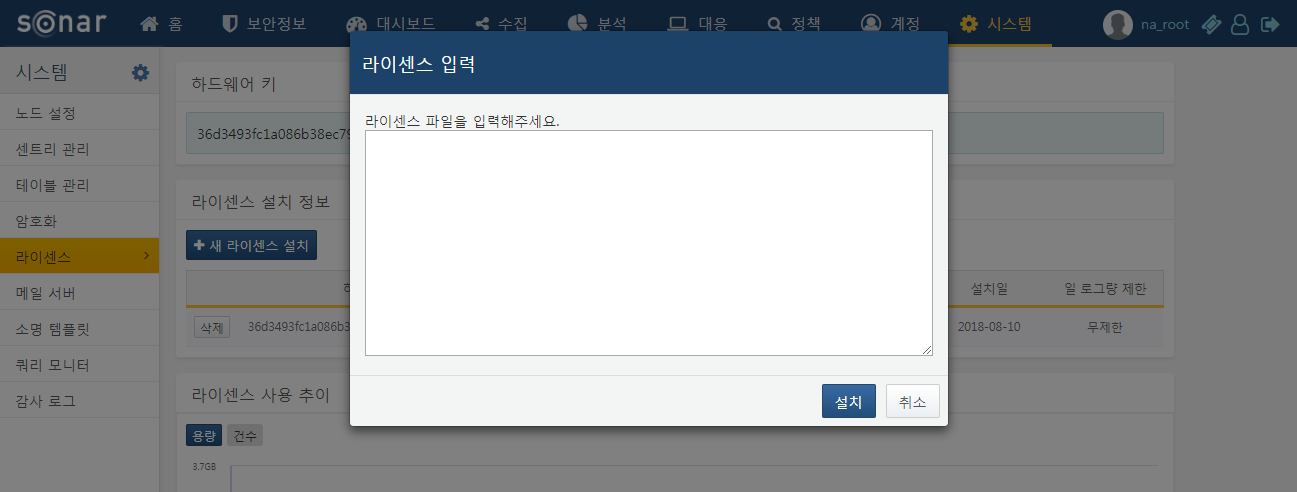 sonar
홈
보안정보
대시보드
수집
분석
대응
정책
계정
시스템
na_root
시스템
노드 설정
센트리 관리
테이블 관리
암호화
라이센스
메일 서버
소명 템플릿
쿼리 모니터
감사 로그
하드웨어 키
36d3493fc1a086b38ec79
라이센스 설치 정보
새 라이센스 설치
설치일
일 로그량 제한
삭제
36d3493fc1a086b3
2018-08-10
무제한
라이센스 사용 추이
용량
건수
3.7GB
라이센스 입력
라이센스 파일을 입력해주세요.
설치
취소